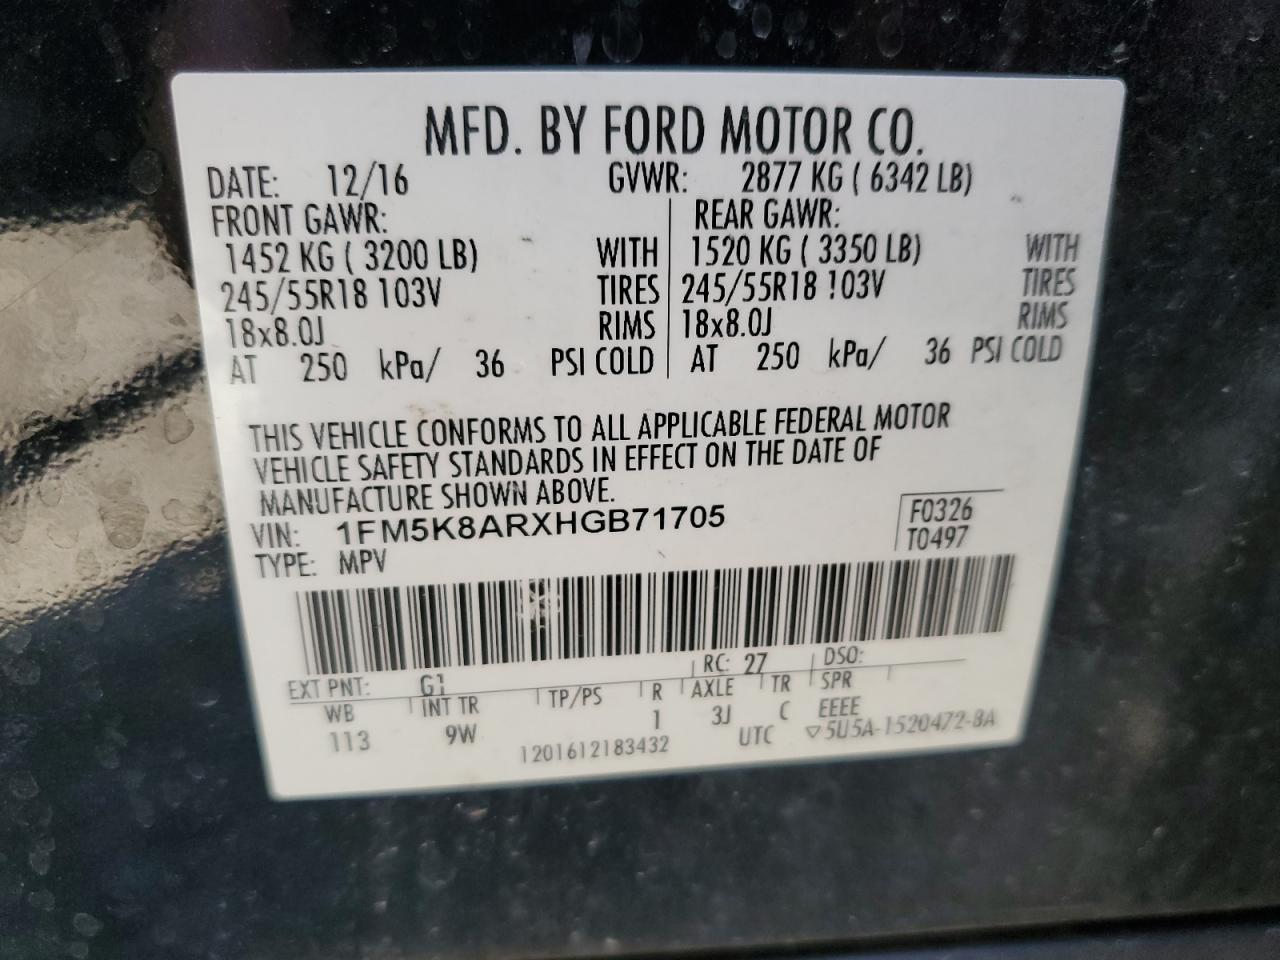 MFD. BY FORD MOTOR CO.
DATE: 12/16 GVWR: 2877 KG ( 6342 LB)
FRONT GAWR: REAR GAWR:
1452 KG ( 3200 LB) WITH 1520 KG ( 3350 LB) WITH
245/55R18 103V TIRES 245/55R18 103V TIRES
18x8.0J RIMS 18x8.0J RIMS
AT 250 kPa/ 36 PSI COLD AT 250 kPa/ 36 PSI COLD
THIS VEHICLE CONFORMS TO ALL APPLICABLE FEDERAL MOTOR
VEHICLE SAFETY STANDARDS IN EFFECT ON THE DATE OF
MANUFACTURE SHOWN ABOVE.
VIN: 1FM5K8ARXHGB71705 F0326
TYPE: MPV T0497
RC: 27 DSO:
EXT PNT: G1
WB INT TR TP/PS R AXLE TR SPR
113 9W 1 3J C EEEE
1201612183432 UTC ▽5U5A-1520472-BA